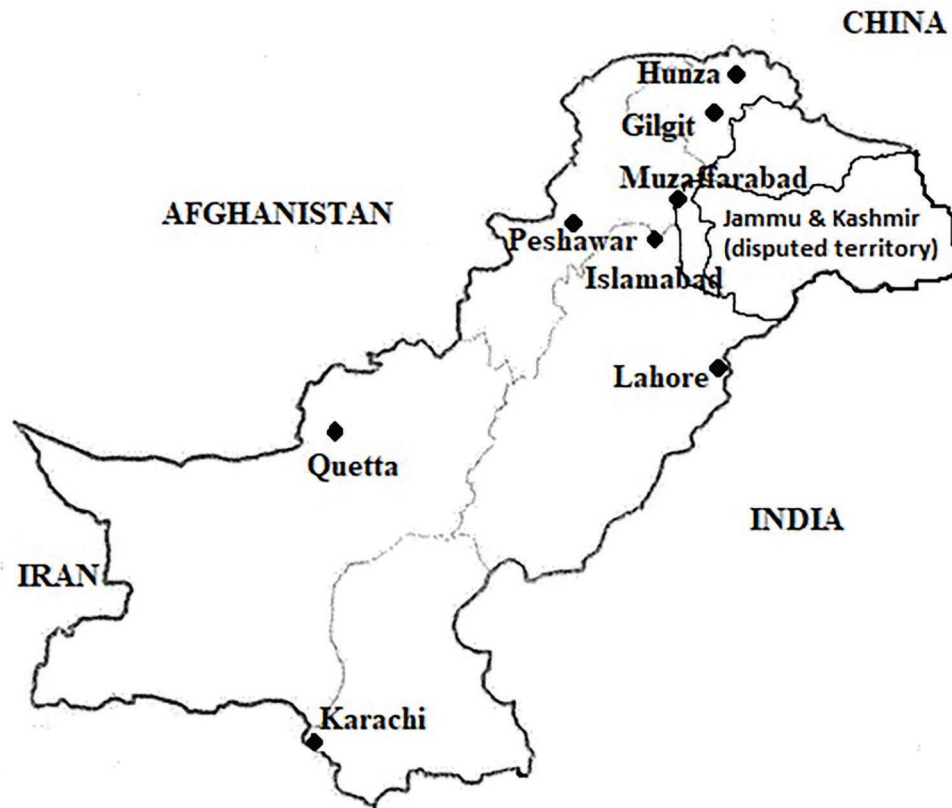 CHINA
Hunza
Gilgit
Muzaffarabad
AFGHANISTAN
Jammu & Kashmir
(disputed territory)
Peshawar
Islamabad
Lahore
Quetta
INDIA
IRAN
Karachi